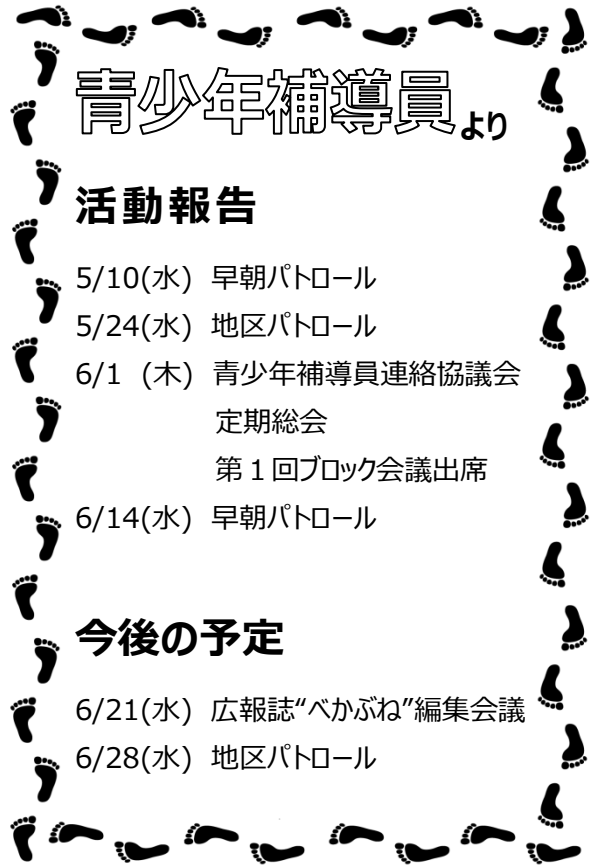 青少年補導員より
活動報告
5/10(水) 早朝パトロール
5/24(水) 地区パトロール
6/1 (木) 青少年補導員連絡協議会
定期総会
第１回ブロック会議出席
6/14(水) 早朝パトロール
今後の予定
6/21(水) 広報誌“べかぶね”編集会議
6/28(水) 地区パトロール